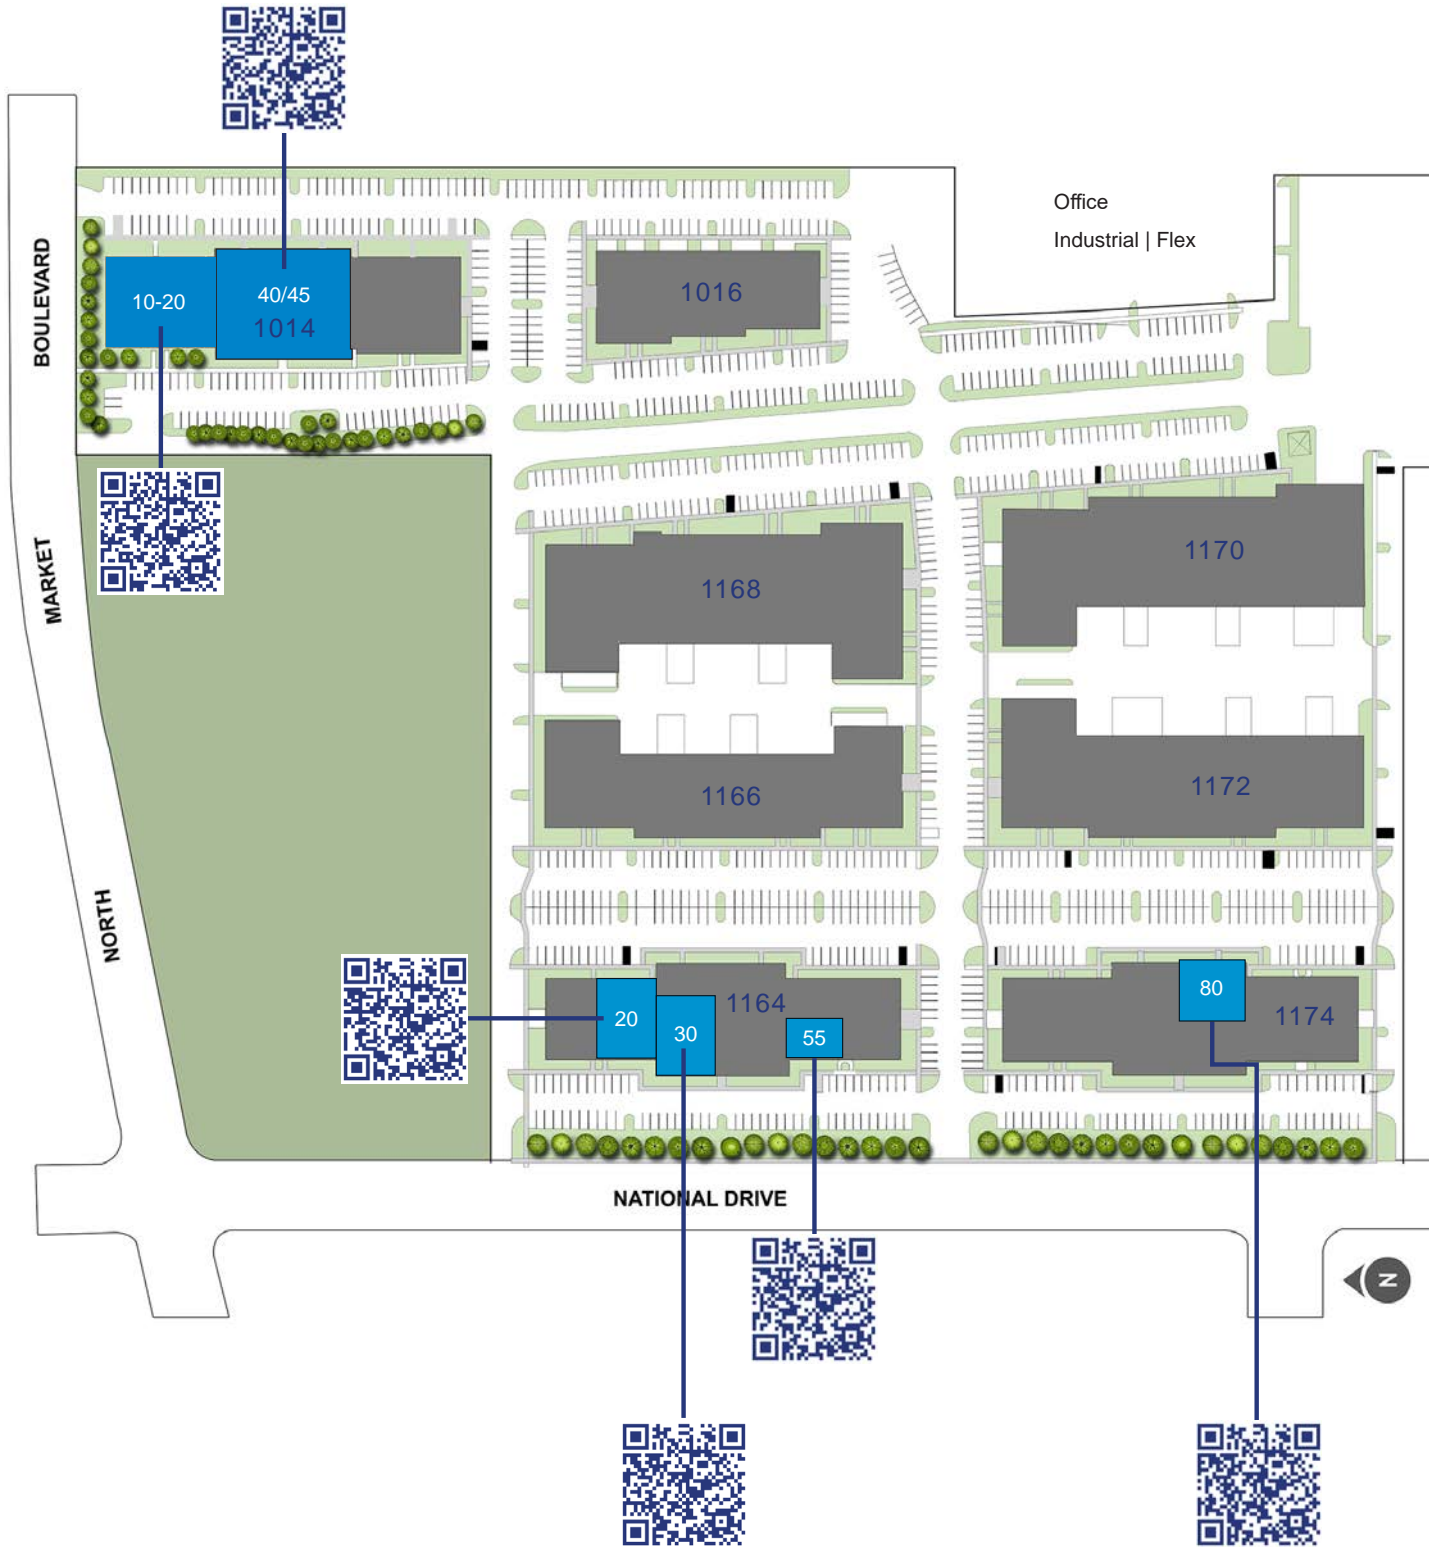 Office
Industrial | Flex
BOULEVARD
MARKET
NORTH
10-20
40/45
1014
1016
1168
1170
1166
1172
20
30
1164
55
80
1174
NATIONAL DRIVE
N